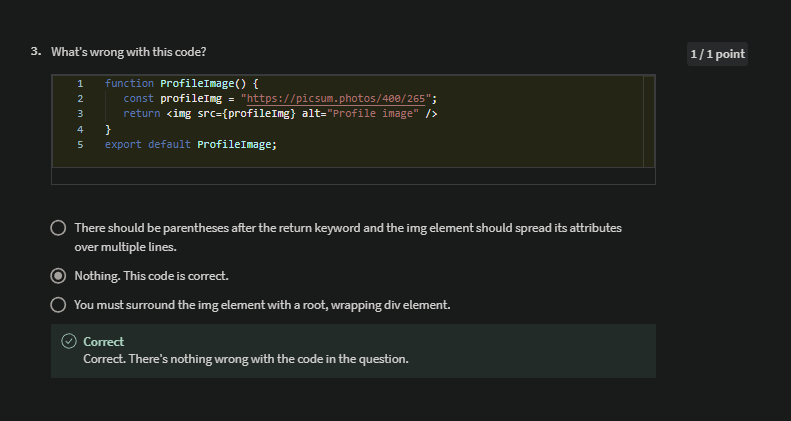 3. What's wrong with this code?
1 / 1 point
1 function ProfileImage() {
2 const profileImg = "https://picsum.photos/400/265";
3 return <img src={profileImg} alt="Profile image" />
4 }
5 export default ProfileImage;
There should be parentheses after the return keyword and the img element should spread its attributes
over multiple lines.
Nothing. This code is correct.
You must surround the img element with a root, wrapping div element.
Correct
Correct. There's nothing wrong with the code in the question.